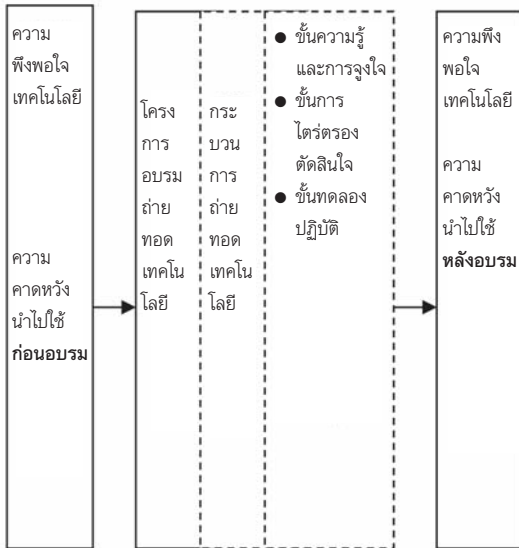 ความ
พึงพอใจ
เทคโนโลยี
ความ
คาดหวัง
นำไปใช้
ก่อนอบรม
โครง
การ
อบรม
ถ่าย
ทอด
เทคโน
โลยี
กระ
บวน
การ
ถ่าย
ทอด
เทคโน
โลยี
● ขั้นความรู้
และการจูงใจ
● ขั้นการ
ไตร่ตรอง
ตัดสินใจ
● ขั้นทดลอง
ปฏิบัติ
ความพึง
พอใจ
เทคโนโลยี
ความ
คาดหวัง
นำไปใช้
หลังอบรม